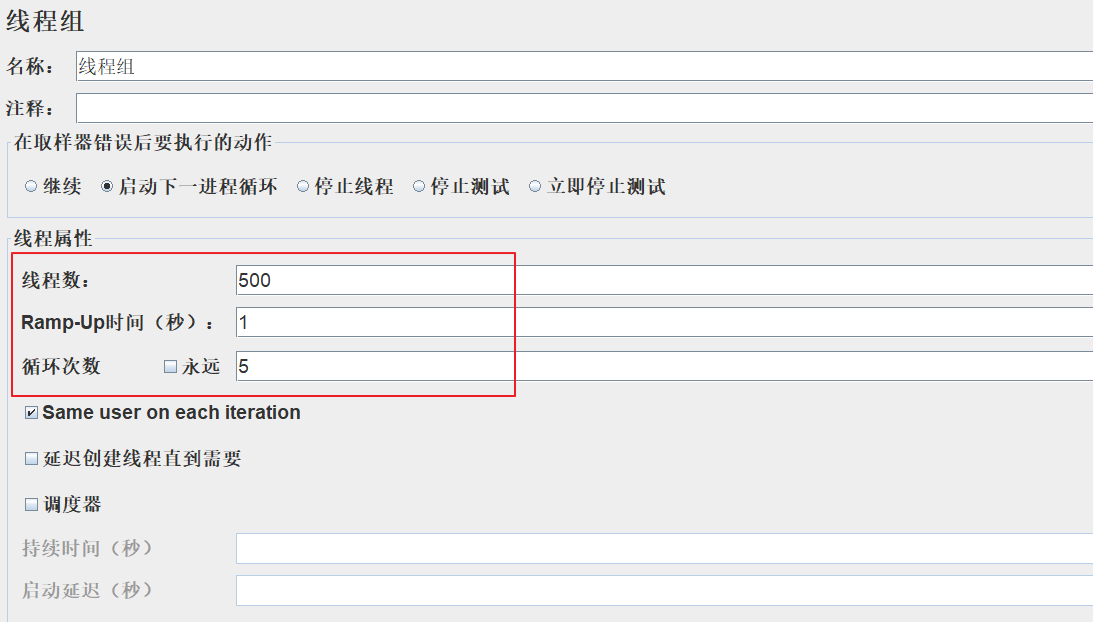 线程组
名称： 线程组
注释：
在取样器错误后要执行的动作
继续 启动下一进程循环 停止线程 停止测试 立即停止测试
线程属性
线程数： 500
Ramp-Up时间（秒）： 1
循环次数 永远 5
Same user on each iteration
延迟创建线程直到需要
调度器
持续时间（秒）
启动延迟（秒）